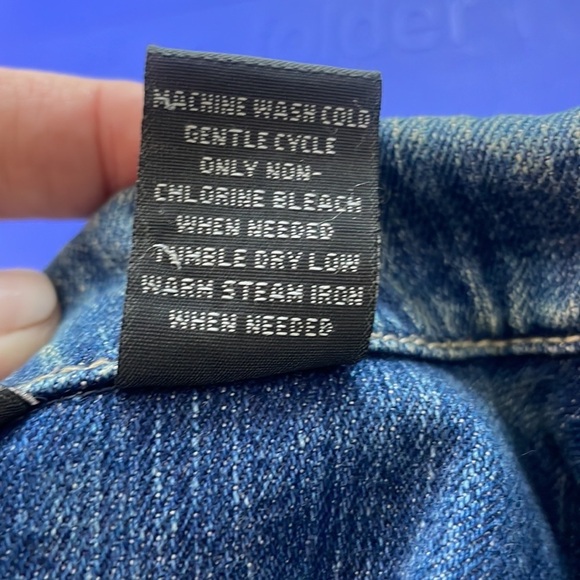 MACHINE WASH COLD
GENTLE CYCLE
ONLY NON-
CHLORINE BLEACH
WHEN NEEDED
TUMBLE DRY LOW
WARM STEAM IRON
WHEN NEEDED